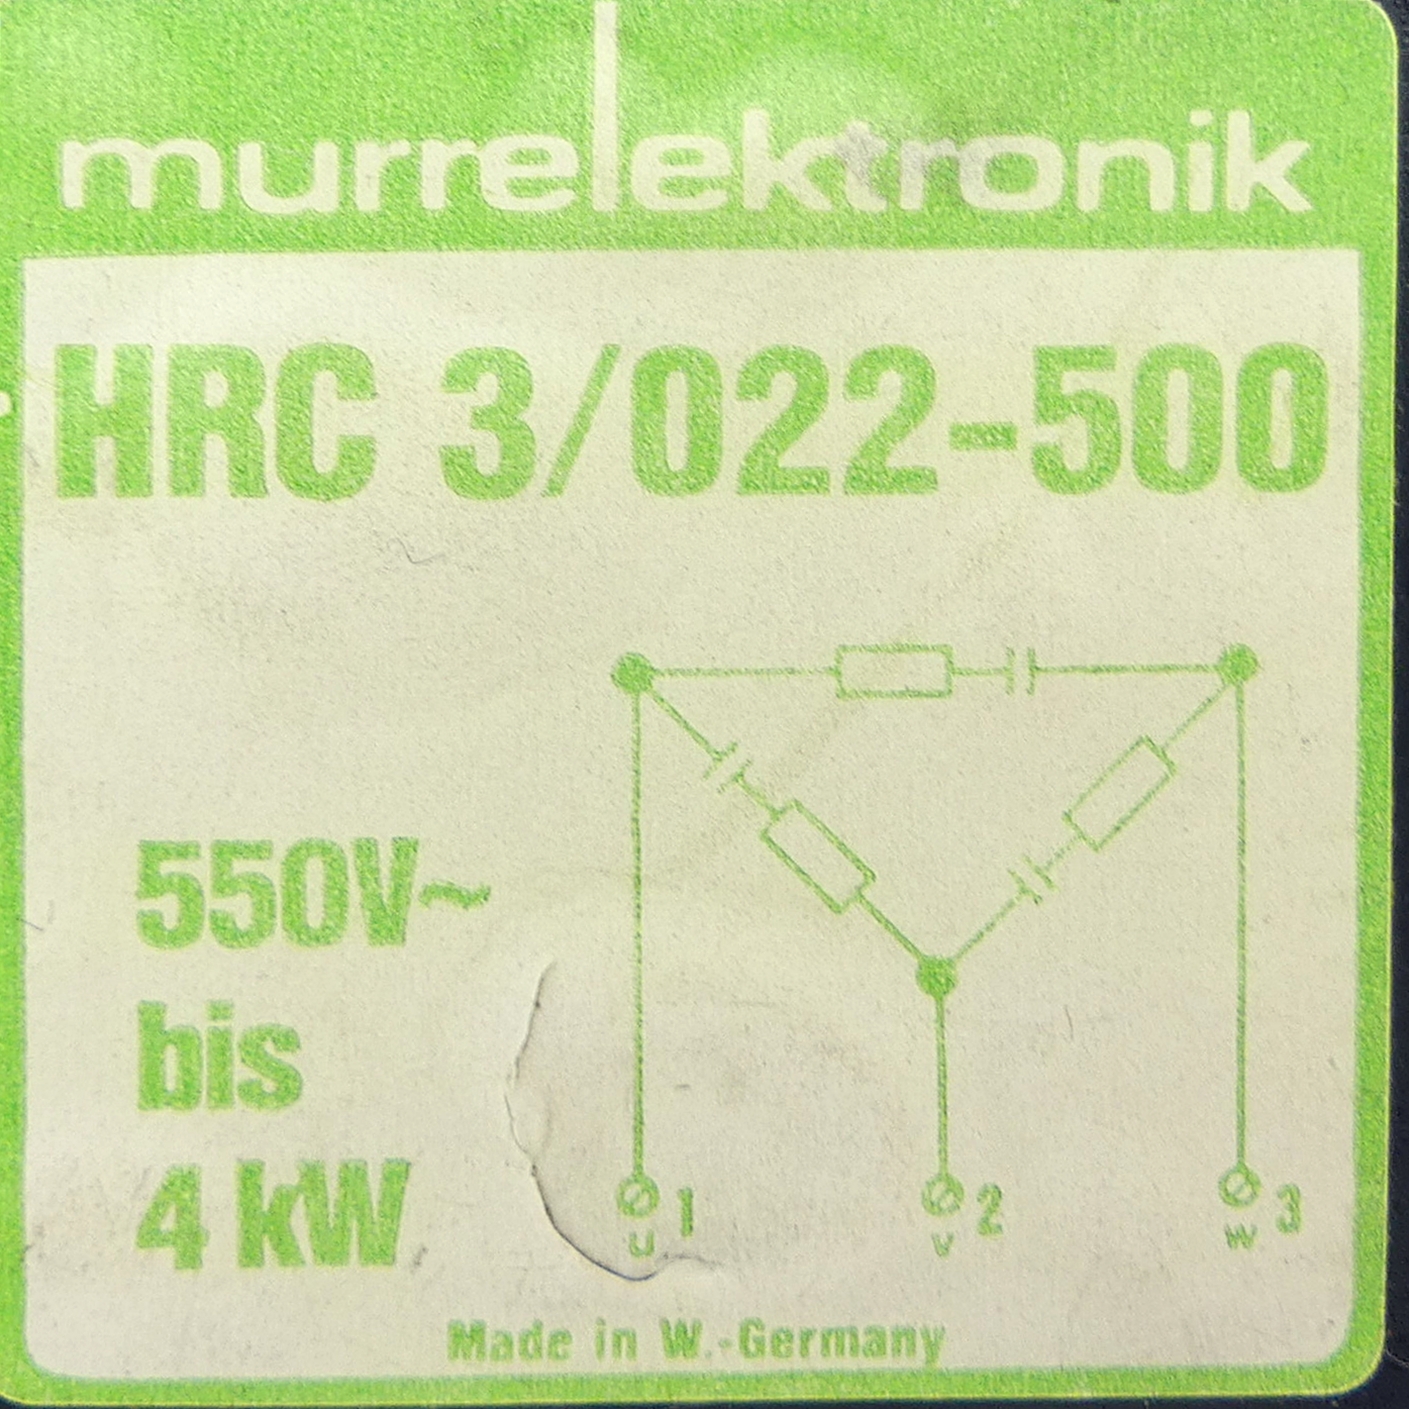 murrelektronik
HRC 3/022-500
550V~
bis
4 kW
1 2 3
u v w
Made in W.-Germany